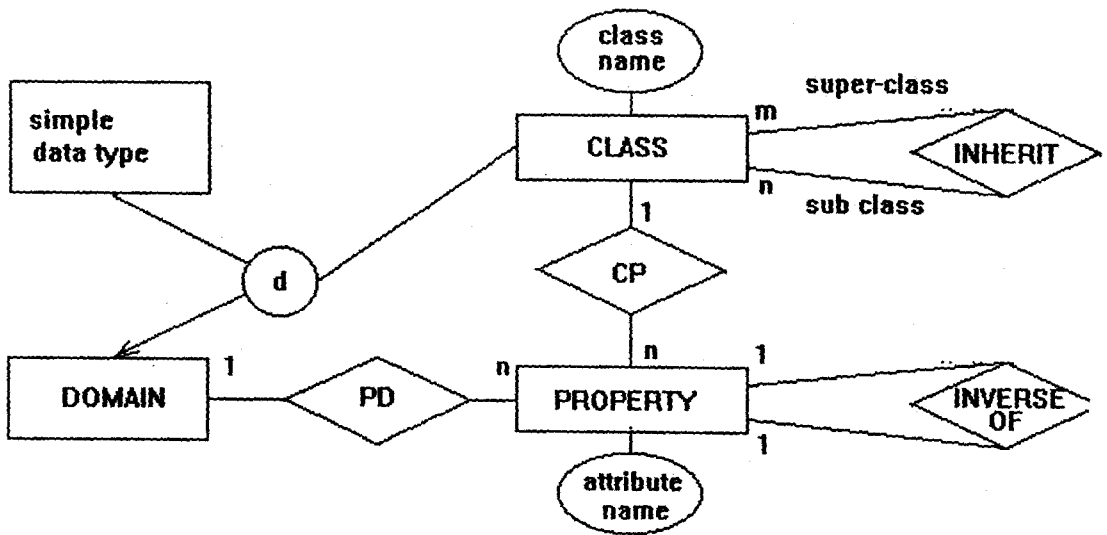 class
name
super-class
simple
data type
m
CLASS
INHERIT
n
sub class
1
d
CP
n
1
1
n
DOMAIN
PD
PROPERTY
INVERSE
OF
1
attribute
name